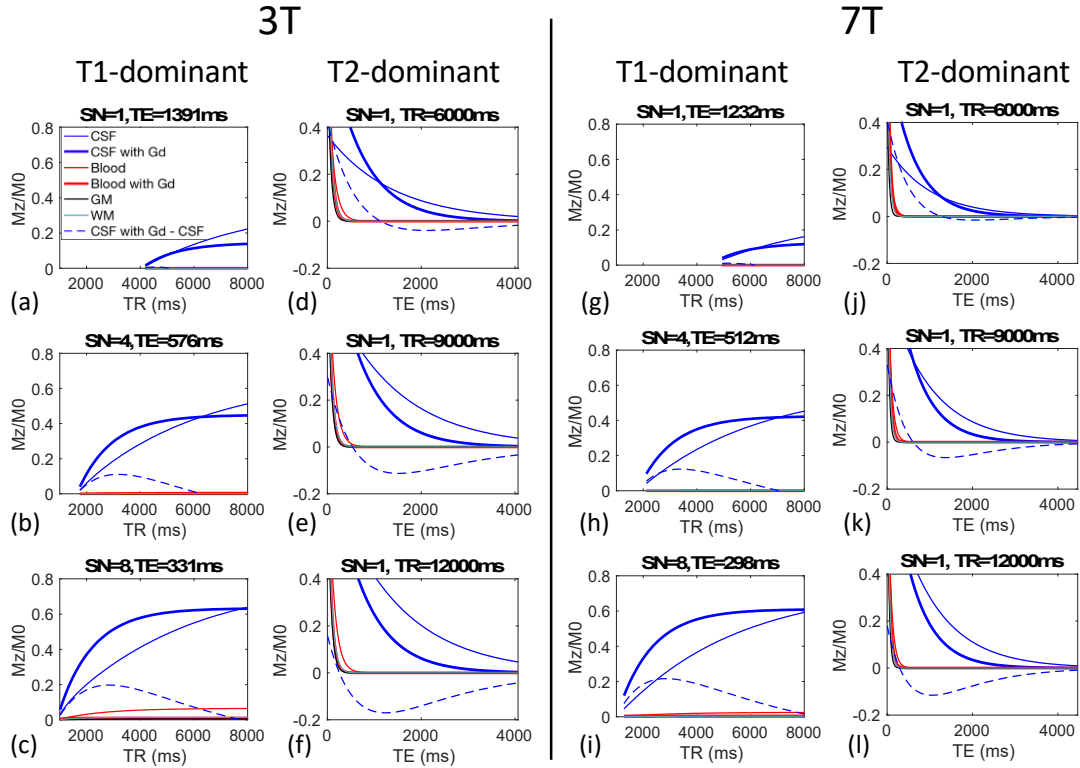 3T
7T
T1-dominant
T2-dominant
T1-dominant
T2-dominant
SN=1,TE=1391ms
Mz/M0
0.8
0.6
0.4
0.2
0
CSF
CSF with Gd
Blood
Blood with Gd
GM
WM
CSF with Gd - CSF
2000 4000 6000 8000
TR (ms)
(a)
SN=1, TR=6000ms
Mz/M0
0.4
0.2
0
-0.2
0 2000 4000
TE (ms)
(d)
SN=1,TE=1232ms
Mz/M0
0.8
0.6
0.4
0.2
0
2000 4000 6000 8000
TR (ms)
(g)
SN=1, TR=6000ms
Mz/M0
0.4
0.2
0
-0.2
0 2000 4000
TE (ms)
(j)
SN=4,TE=576ms
Mz/M0
0.8
0.6
0.4
0.2
0
2000 4000 6000 8000
TR (ms)
(b)
SN=1, TR=9000ms
Mz/M0
0.4
0.2
0
-0.2
0 2000 4000
TE (ms)
(e)
SN=4,TE=512ms
Mz/M0
0.8
0.6
0.4
0.2
0
2000 4000 6000 8000
TR (ms)
(h)
SN=1, TR=9000ms
Mz/M0
0.4
0.2
0
-0.2
0 2000 4000
TE (ms)
(k)
SN=8,TE=331ms
Mz/M0
0.8
0.6
0.4
0.2
0
2000 4000 6000 8000
TR (ms)
(c)
SN=1, TR=12000ms
Mz/M0
0.4
0.2
0
-0.2
0 2000 4000
TE (ms)
(f)
SN=8,TE=298ms
Mz/M0
0.8
0.6
0.4
0.2
0
2000 4000 6000 8000
TR (ms)
(i)
SN=1, TR=12000ms
Mz/M0
0.4
0.2
0
-0.2
0 2000 4000
TE (ms)
(l)